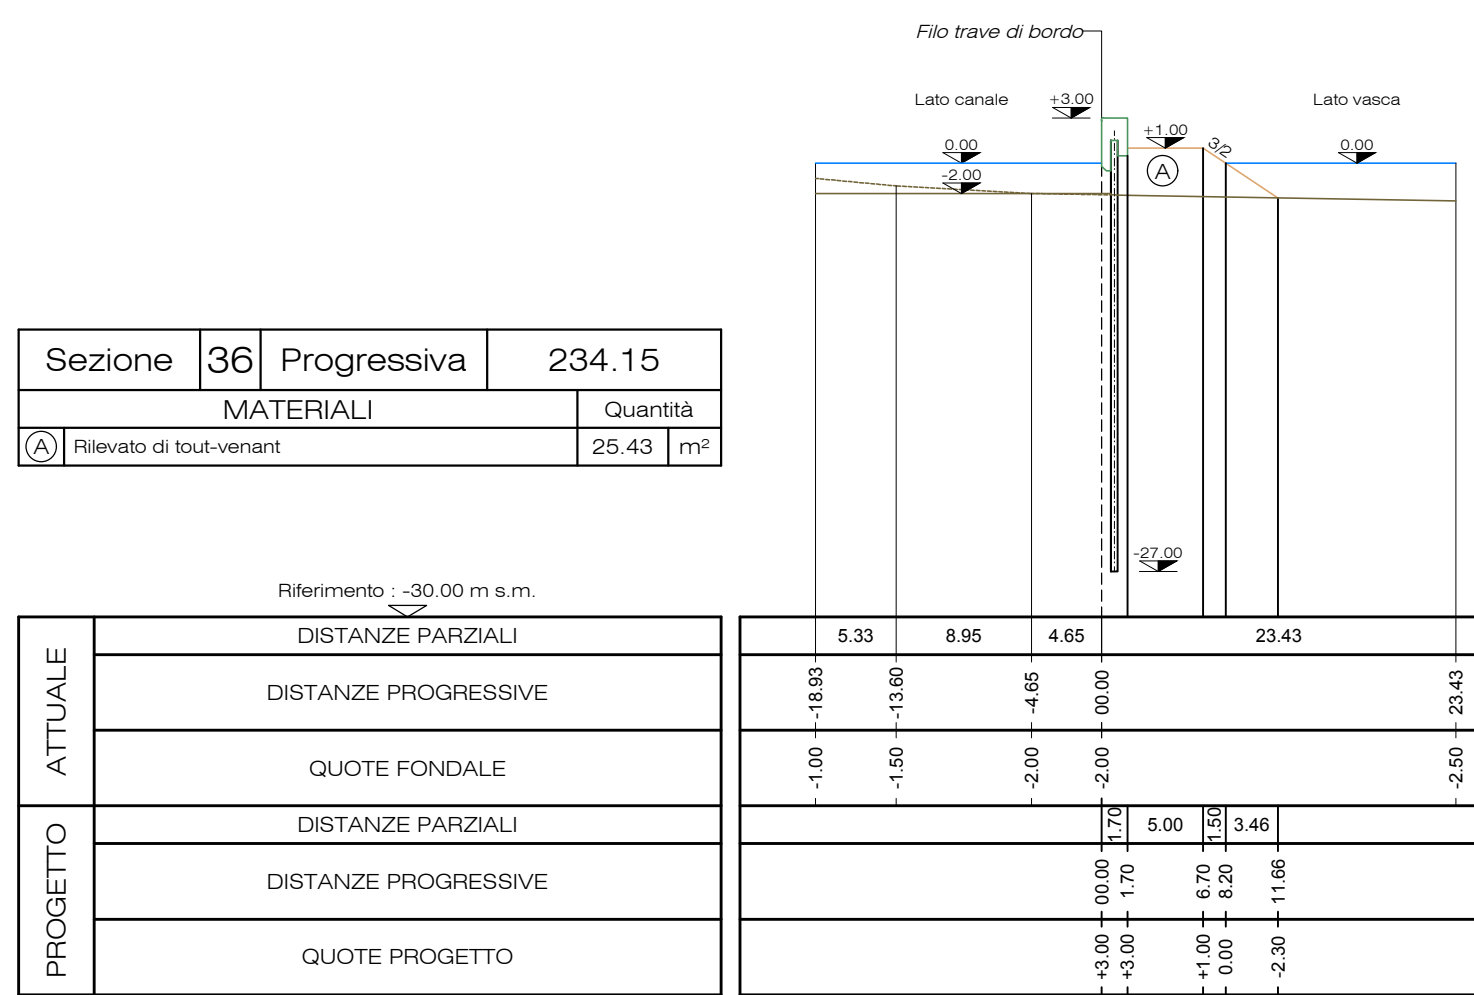 Filo trave di bordo
Lato canale
+3.00
Lato vasca
+1.00
3/2
0.00
0.00
-2.00
A
Sezione 36 Progressiva 234.15
MATERIALI Quantità
A Rilevato di tout-venant 25.43 m²
-27.00
Riferimento : -30.00 m s.m.
ATTUALE
DISTANZE PARZIALI 5.33 8.95 4.65 23.43
DISTANZE PROGRESSIVE -18.93 -13.60 -4.65 00.00 23.43
QUOTE FONDALE -1.00 -1.50 -2.00 -2.00 -2.50
PROGETTO
DISTANZE PARZIALI 1.70 5.00 1.50 3.46
DISTANZE PROGRESSIVE 00.00 1.70 6.70 8.20 11.66
QUOTE PROGETTO +3.00 +3.00 +1.00 0.00 -2.30